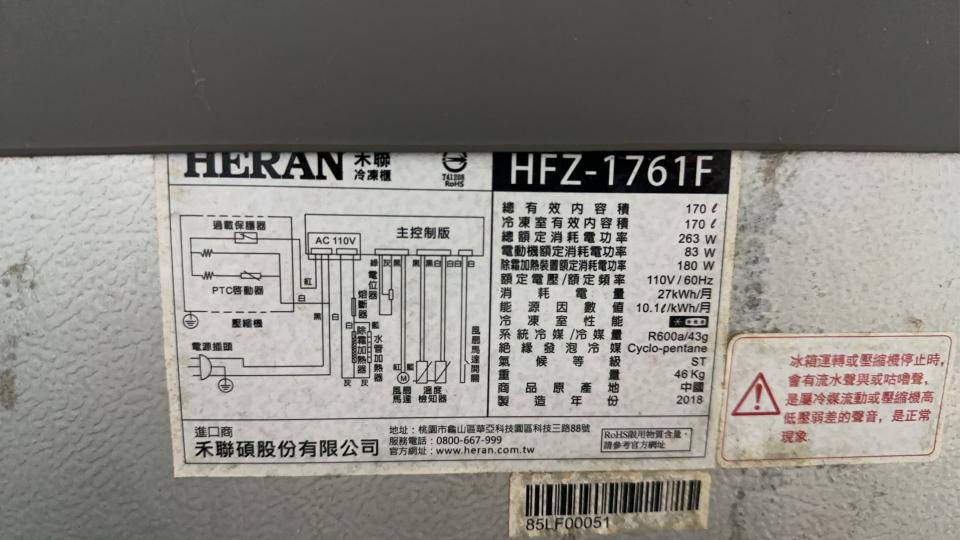 HERAN 禾聯
冷凍櫃
T41208
RoHS
HFZ-1761F
過載保護器
PTC啓動器
壓縮機
電源插頭
AC 110V
主控制版
紅
白
黑
白
綠
電位器
灰
黑
黑
白
白
白
熔斷器
藍
除霜加熱器
水管加熱器
灰
灰
紅
藍
M
風扇馬達
溫度檢知器
風扇馬達開關
總有效內容積 170 ℓ
冷凍室有效內容積 170 ℓ
總額定消耗電功率 263 W
電動機額定消耗電功率 83 W
除霜加熱裝置額定消耗電功率 180 W
額定電壓/額定頻率 110V/60Hz
消耗電量 27kWh/月
能源因數值 10.1ℓ/kWh/月
冷凍室性能 * ***
系統冷媒/冷媒量 R600a/43g
絶緣發泡冷媒 Cyclo-pentane
氣候等級 ST
重量 46 Kg
商品原產地 中國
製造年份 2018
進口商
禾聯碩股份有限公司
地址：桃園市龜山區華亞科技園區科技三路88號
服務電話：0800-667-999
官方網址：www.heran.com.tw
RoHS限用物質含量，
請參考官方網址
85LF00051
冰箱運轉或壓縮機停止時，
會有流水聲與或咕嚕聲，
是屬冷媒流動或壓縮機高
低壓弱差的聲音，是正常
現象